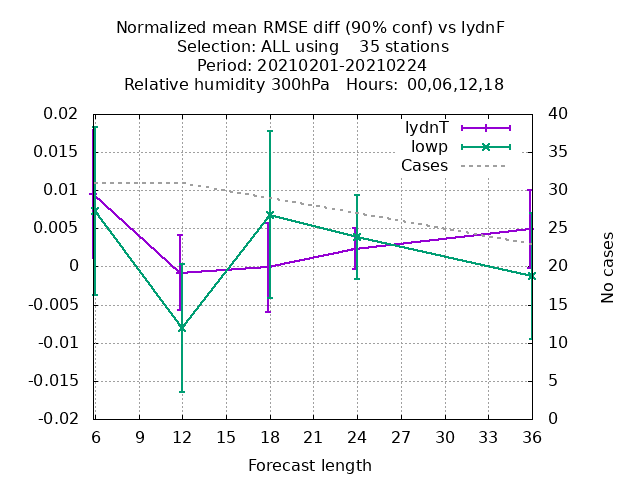 Normalized mean RMSE diff (90% conf) vs lydnF
Selection: ALL using    35 stations
Period: 20210201-20210224
Relative humidity 300hPa   Hours: 00,06,12,18
lydnT
lowp
Cases
0.02
0.015
0.01
0.005
0
-0.005
-0.01
-0.015
-0.02
40
35
30
25
20
15
10
5
0
No cases
6 9 12 15 18 21 24 27 30 33 36
Forecast length